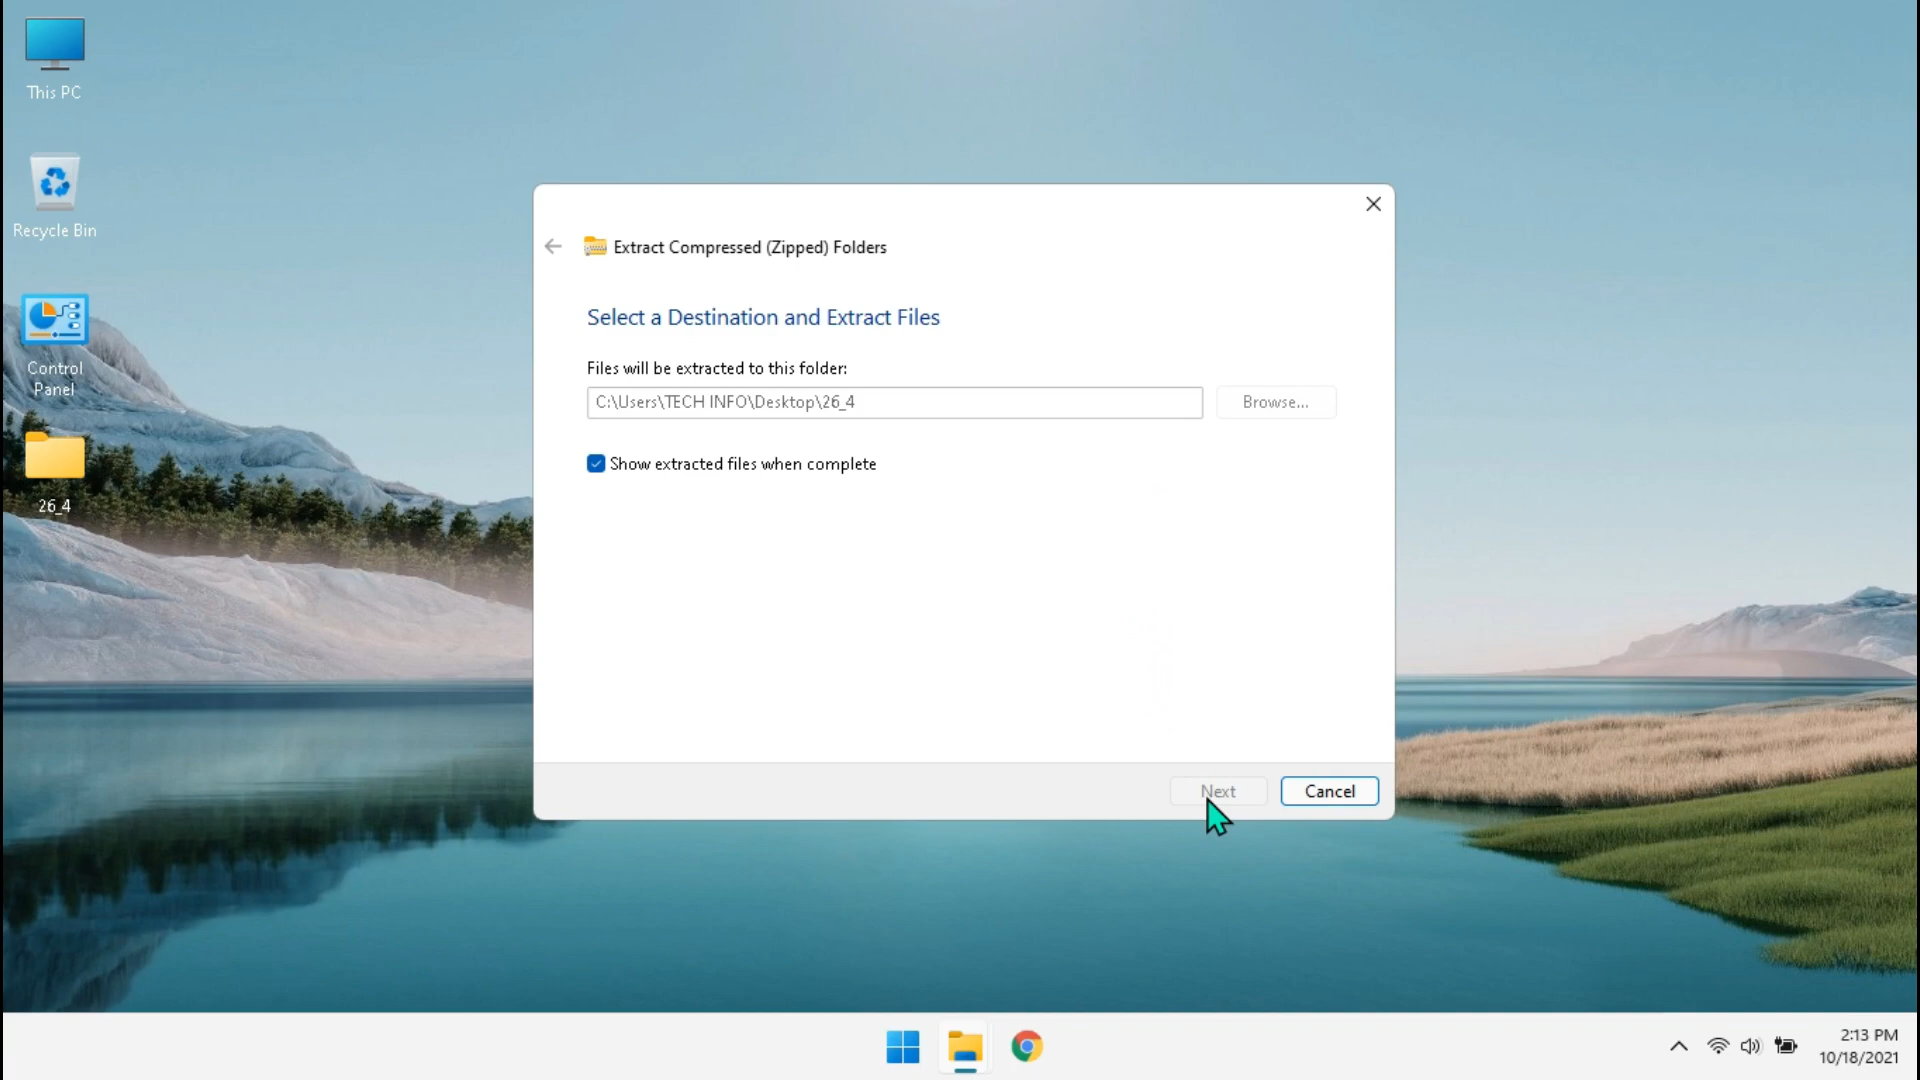 This PC
Recycle Bin
Control
Panel
26_4
Extract Compressed (Zipped) Folders
Select a Destination and Extract Files
Files will be extracted to this folder:
C:\Users\TECH INFO\Desktop\26_4
Browse...
Show extracted files when complete
Next
Cancel
2:13 PM
10/18/2021